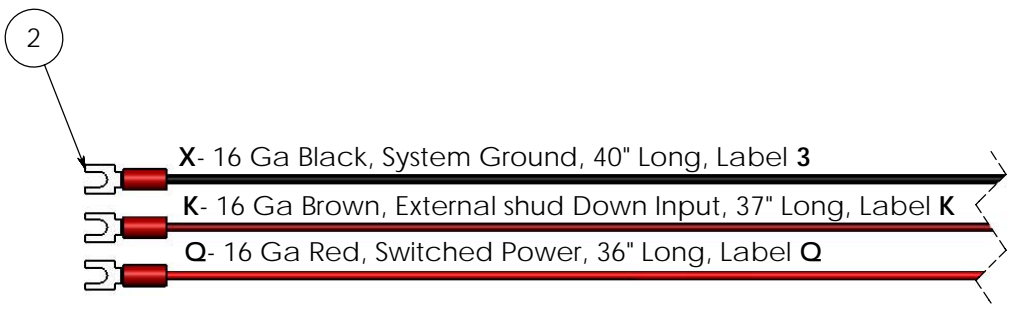 2
X- 16 Ga Black, System Ground, 40" Long, Label 3
K- 16 Ga Brown, External shud Down Input, 37" Long, Label K
Q- 16 Ga Red, Switched Power, 36" Long, Label Q